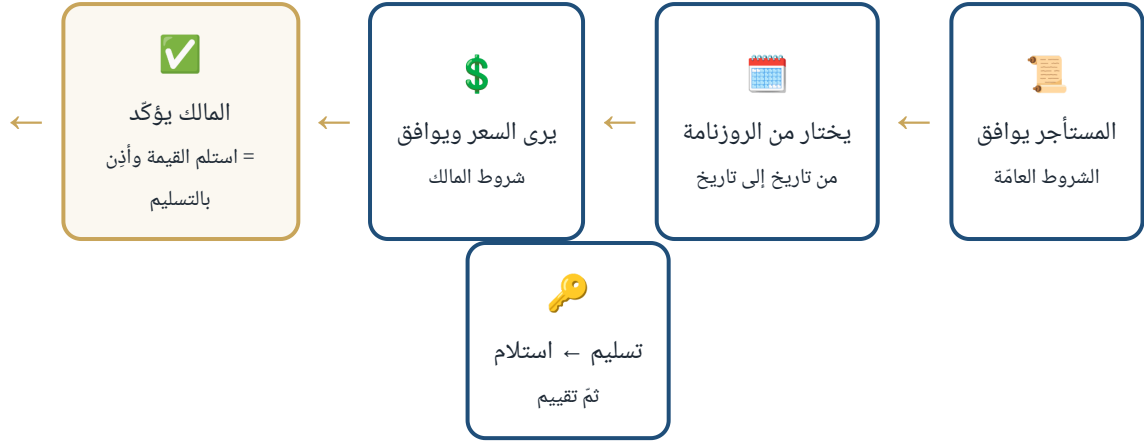 المستأجر يوافق
الشروط العامّة
←
يختار من الروزنامة
من تاريخ إلى تاريخ
←
يرى السعر ويوافق
شروط المالك
←
المالك يؤكّد
= استلم القيمة وأذِن
بالتسليم
←
تسليم ← استلام
ثمّ تقييم